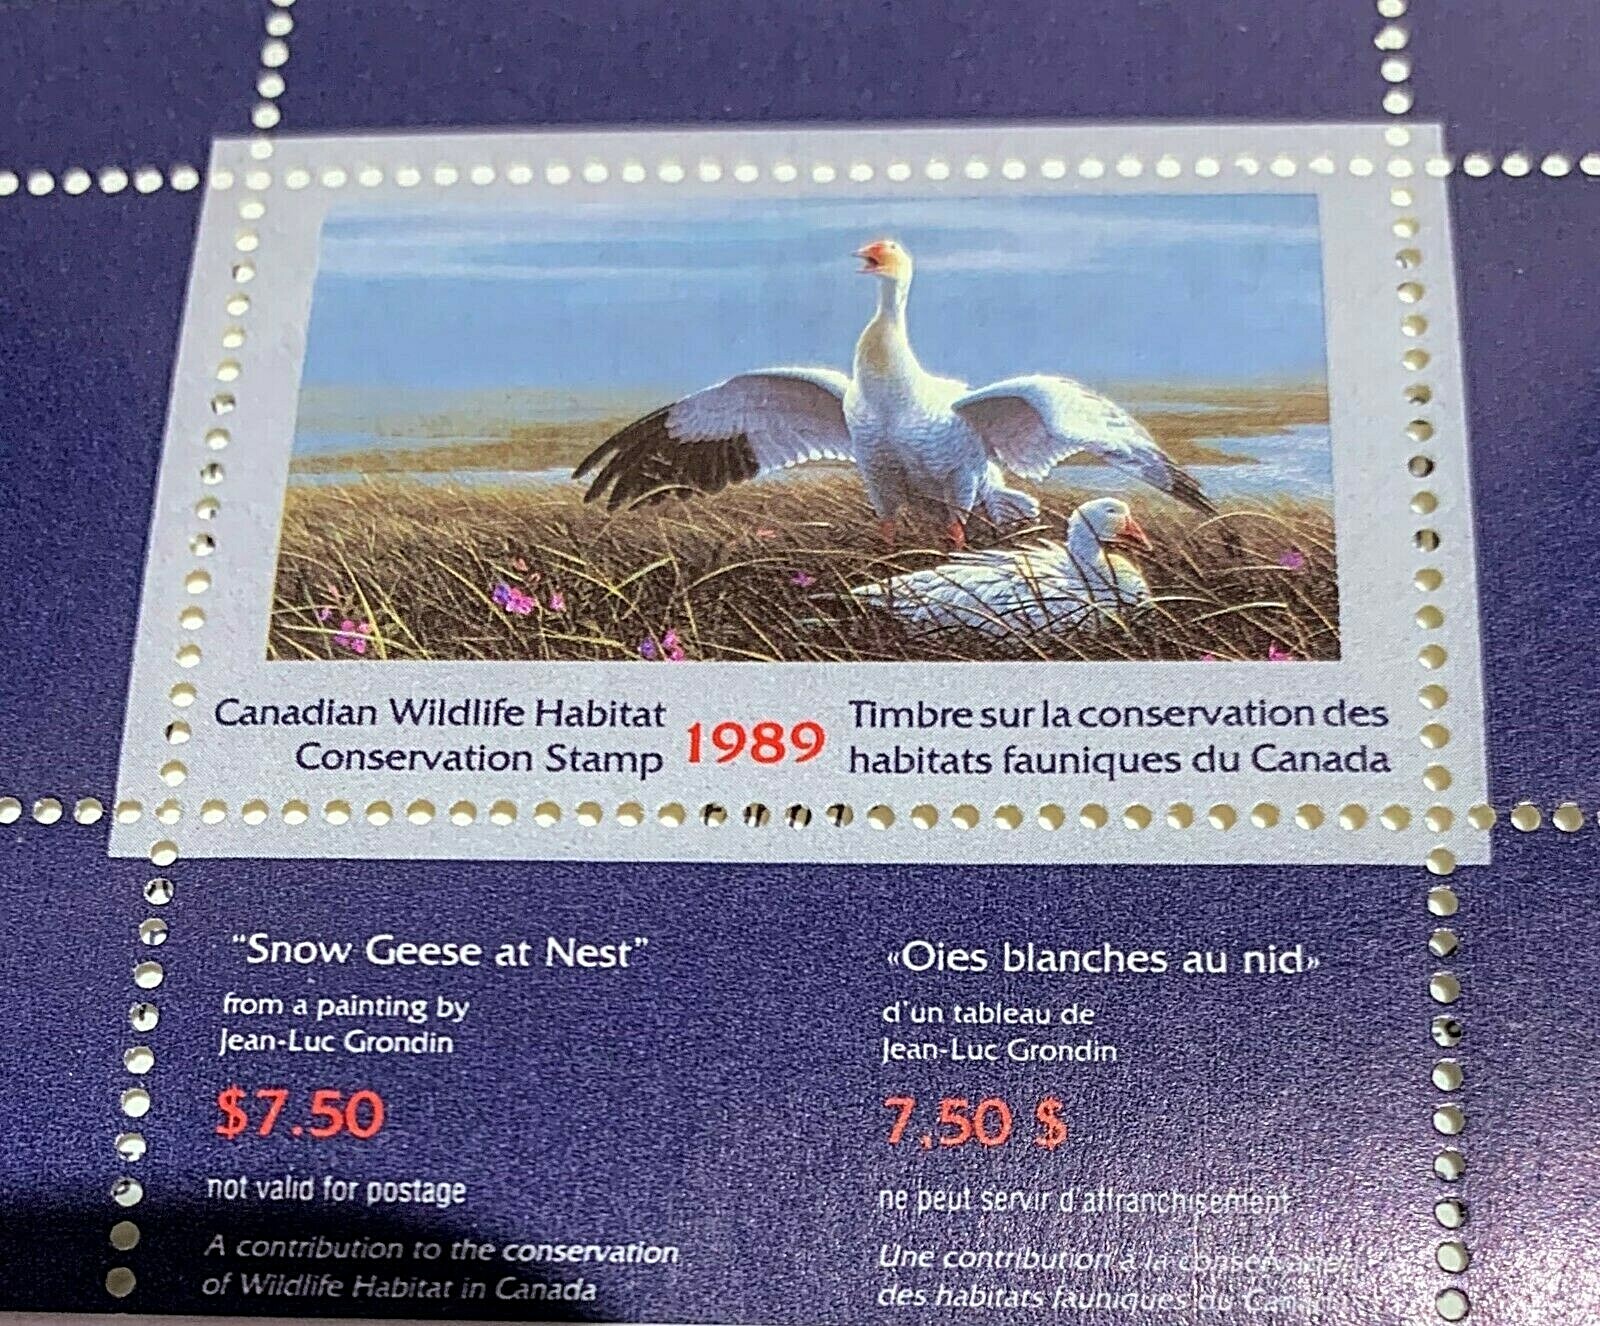 Canadian Wildlife Habitat
Conservation Stamp
1989
Timbre sur la conservation des
habitats fauniques du Canada
“Snow Geese at Nest”
from a painting by
Jean-Luc Grondin
$7.50
not valid for postage
A contribution to the conservation
of Wildlife Habitat in Canada
«Oies blanches au nid»
d'un tableau de
Jean-Luc Grondin
7,50 $
ne peut servir d'affranchisement
Une contribution à la conservation
des habitats fauniques du Canada